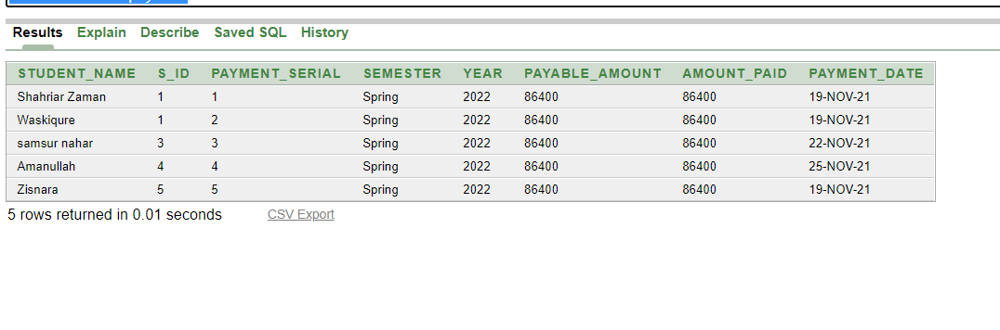 Results Explain Describe Saved SQL History
STUDENT_NAME S_ID PAYMENT_SERIAL SEMESTER YEAR PAYABLE_AMOUNT AMOUNT_PAID PAYMENT_DATE
Shahriar Zaman 1 1 Spring 2022 86400 86400 19-NOV-21
Waskiqure 1 2 Spring 2022 86400 86400 19-NOV-21
samsur nahar 3 3 Spring 2022 86400 86400 22-NOV-21
Amanullah 4 4 Spring 2022 86400 86400 25-NOV-21
Zisnara 5 5 Spring 2022 86400 86400 19-NOV-21
5 rows returned in 0.01 seconds CSV Export